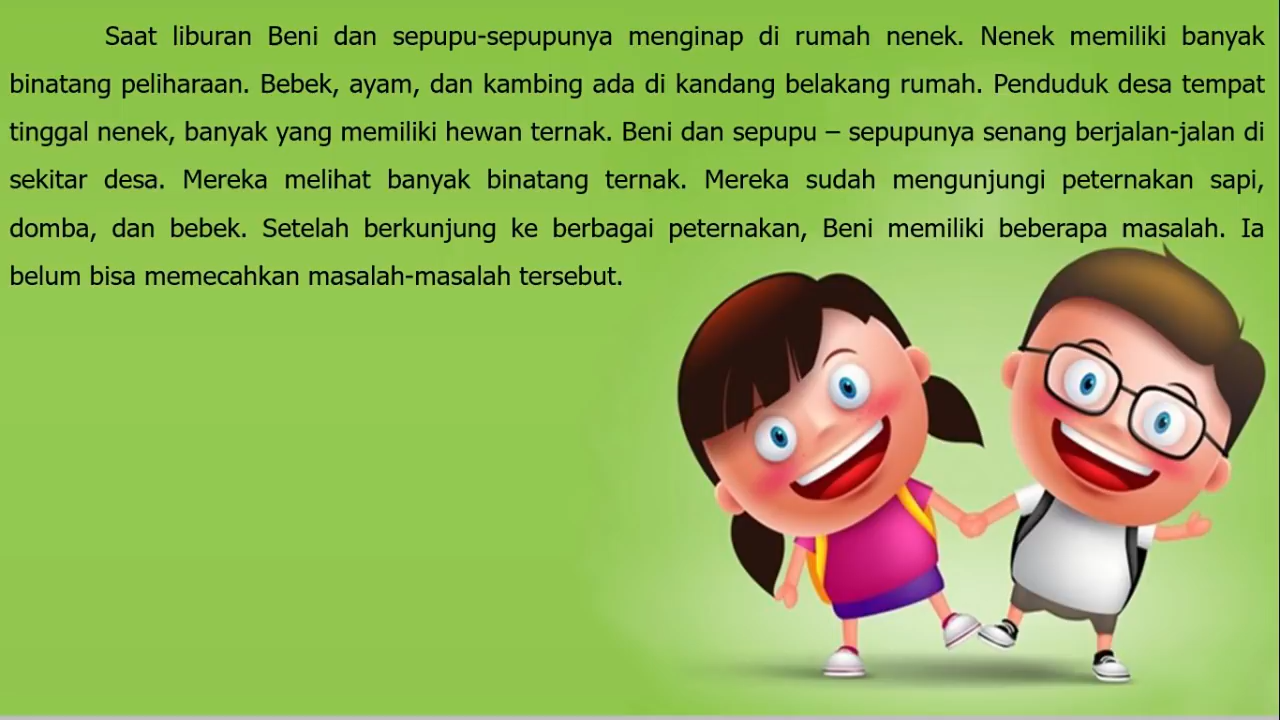 Saat liburan Beni dan sepupu-sepupunya menginap di rumah nenek. Nenek memiliki banyak
binatang peliharaan. Bebek, ayam, dan kambing ada di kandang belakang rumah. Penduduk desa tempat
tinggal nenek, banyak yang memiliki hewan ternak. Beni dan sepupu – sepupunya senang berjalan-jalan di
sekitar desa. Mereka melihat banyak binatang ternak. Mereka sudah mengunjungi peternakan sapi,
domba, dan bebek. Setelah berkunjung ke berbagai peternakan, Beni memiliki beberapa masalah. Ia
belum bisa memecahkan masalah-masalah tersebut.